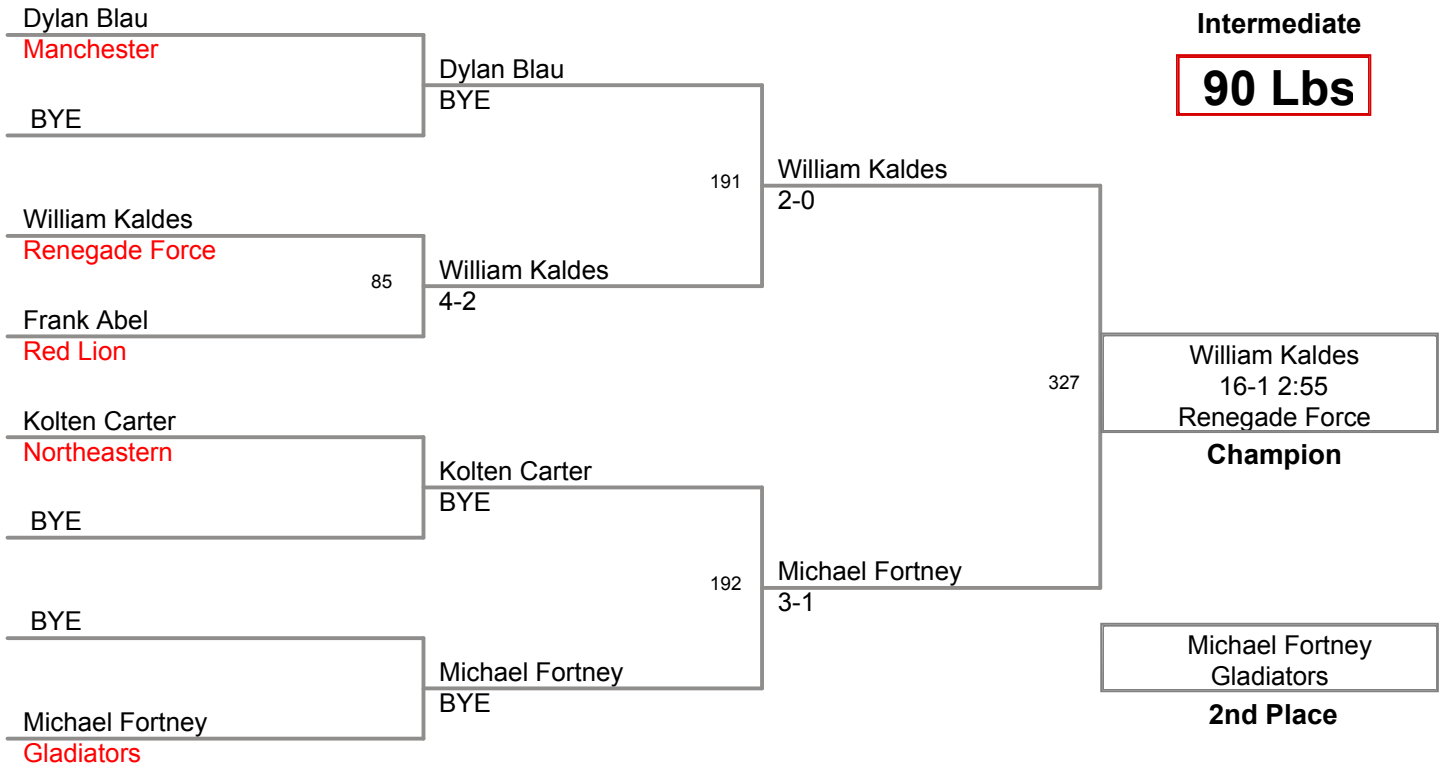 Dylan Blau
Manchester
BYE
William Kaldes
Renegade Force
85
Frank Abel
Red Lion
Kolten Carter
Northeastern
BYE
BYE
Michael Fortney
Gladiators
Dylan Blau
BYE
William Kaldes
4-2
Kolten Carter
BYE
Michael Fortney
BYE
191
192
William Kaldes
2-0
Michael Fortney
3-1
327
Intermediate
90 Lbs
William Kaldes
16-1 2:55
Renegade Force
Champion
Michael Fortney
Gladiators
2nd Place